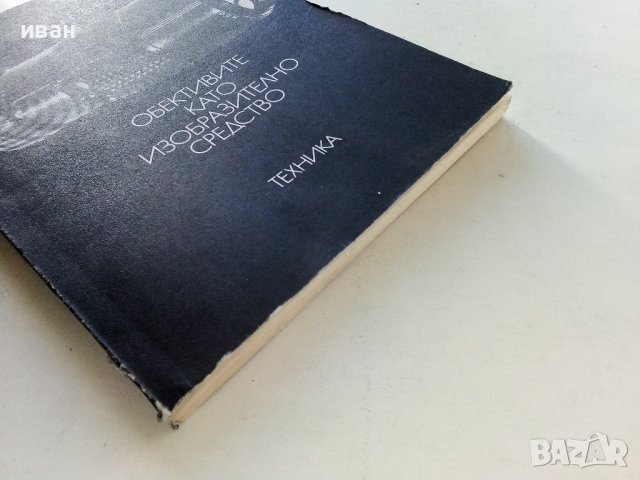 иван
ОБЕКТИВИТЕ
КАТО
ИЗОБРАЗИТЕЛНО
СРЕДСТВО
ТЕХНИКА
BAZAR